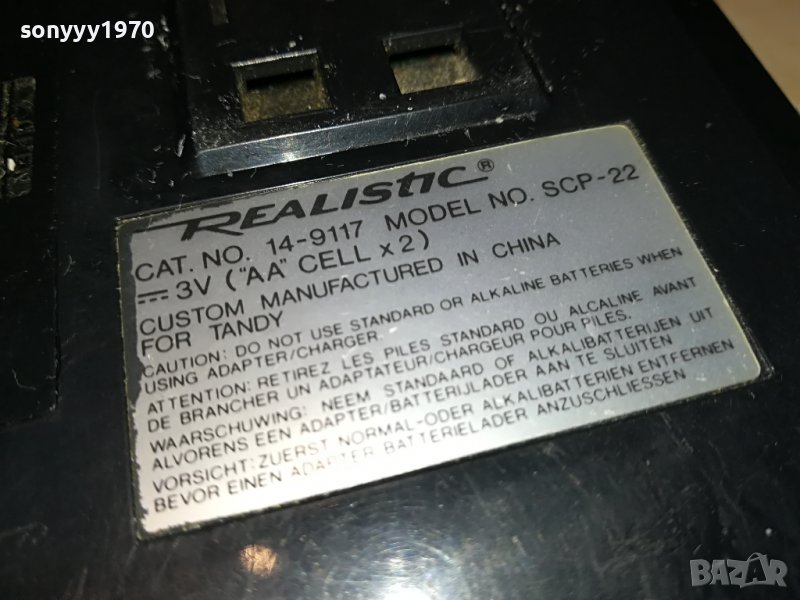 sonyyy1970
REALISTIC®
CAT. NO. 14-9117 MODEL NO. SCP-22
3V ("AA" CELL x 2)
CUSTOM MANUFACTURED IN CHINA
FOR TANDY
CAUTION: DO NOT USE STANDARD OR ALKALINE BATTERIES WHEN
USING ADAPTER/CHARGER.
ATTENTION: RETIREZ LES PILES STANDARD OU ALCALINE AVANT
DE BRANCHER UN ADAPTATEUR/CHARGEUR POUR PILES.
WAARSCHUWING: NEEM STANDAARD OF ALKALIBATTERIJEN UIT
ALVORENS EEN ADAPTER/BATTERIJLADER AAN TE SLUITEN
VORSICHT: ZUERST NORMAL-ODER ALKALIBATTERIEN ENTFERNEN
BEVOR EINEN ADAPTER BATTERIELADER ANZUSCHLIESSEN
BAZAR